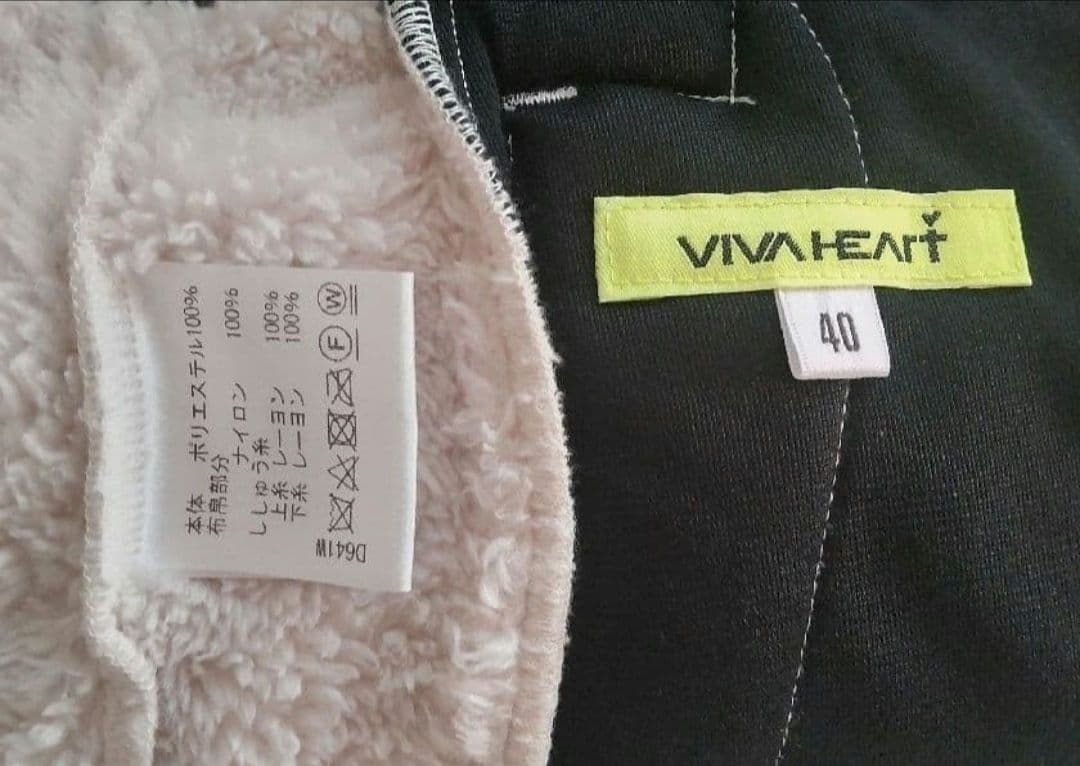 本体　ポリエステル100%
布帛部分
ナイロン　100%
ししゅう糸
上糸 レーヨン　100%
下糸 レーヨン　100%
F W
D641
VIVA HEArt
40